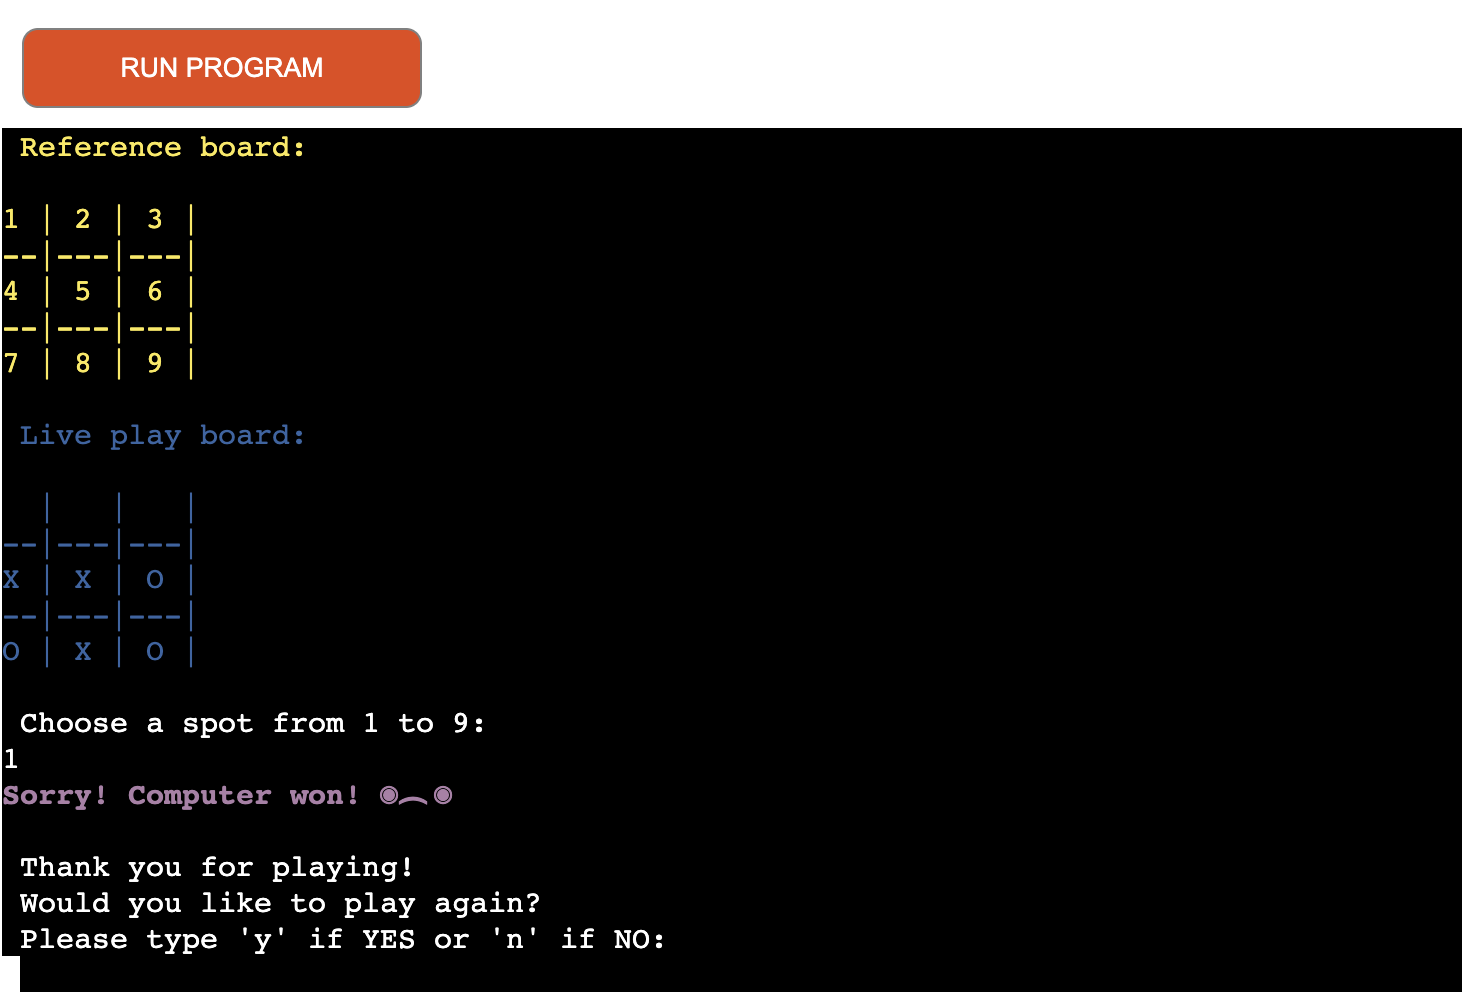 RUN PROGRAM
Reference board:
1 | 2 | 3 |
--|---|---|
4 | 5 | 6 |
--|---|---|
7 | 8 | 9 |
Live play board:
  |   |   |
--|---|---|
X | X | O |
--|---|---|
O | X | O |
Choose a spot from 1 to 9:
1
Sorry! Computer won! ◉︵◉
Thank you for playing!
Would you like to play again?
Please type 'y' if YES or 'n' if NO: